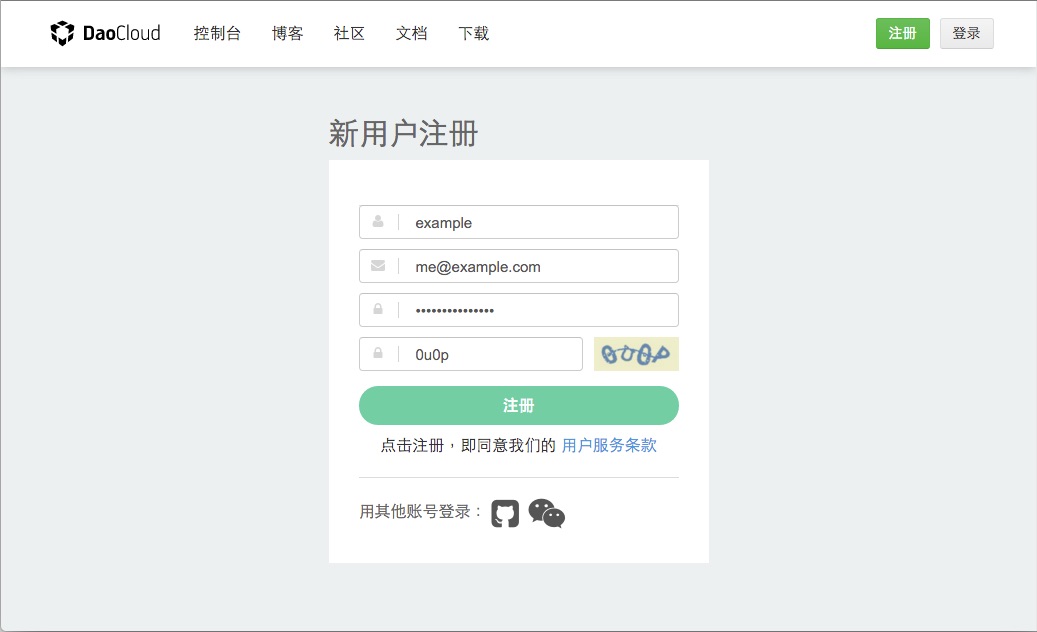 DaoCloud 控制台 博客 社区 文档 下载 注册 登录
新用户注册
example
me@example.com
•••••••••••••••
0u0p 0u0p
注册
点击注册，即同意我们的 用户服务条款
用其他账号登录：